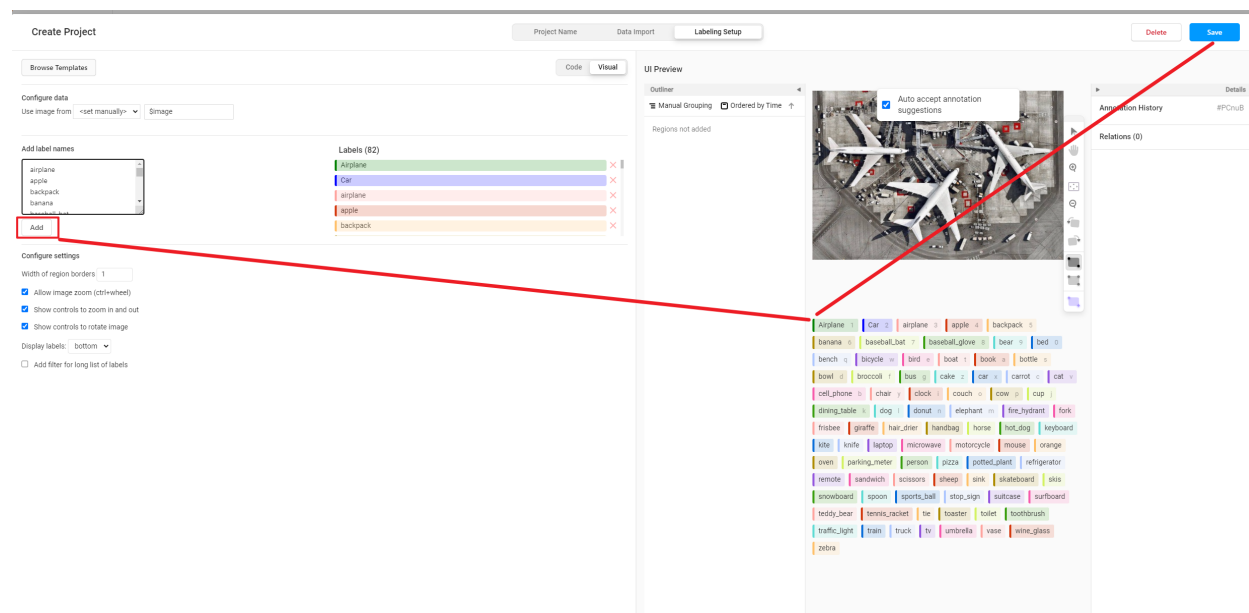 Create Project
Project Name
Data Import
Labeling Setup
Delete
Save
Browse Templates
Code
Visual
Configure data
Use image from <set manually> $image
Add label names
airplane
apple
backpack
banana
baseball_bat
Add
Labels (82)
Airplane
Car
airplane
apple
backpack
Configure settings
Width of region borders 1
Allow image zoom (ctrl+wheel)
Show controls to zoom in and out
Show controls to rotate image
Display labels: bottom
Add filter for long list of labels
UI Preview
Outliner
Manual Grouping Ordered by Time
Regions not added
Auto accept annotation
suggestions
Airplane 1 Car 2 airplane 3 apple 4 backpack 5
banana 6 baseball_bat 7 baseball_glove 8 bear 9 bed 0
bench q bicycle w bird e boat t book a bottle s
bowl d broccoli f bus g cake z car x carrot c cat v
cell_phone b chair y clock i couch o cow p cup j
dining_table k dog l donut n elephant m fire_hydrant fork
frisbee giraffe hair_drier handbag horse hot_dog keyboard
kite knife laptop microwave motorcycle mouse orange
oven parking_meter person pizza potted_plant refrigerator
remote sandwich scissors sheep sink skateboard skis
snowboard spoon sports_ball stop_sign suitcase surfboard
teddy_bear tennis_racket tie toaster toilet toothbrush
traffic_light train truck tv umbrella vase wine_glass
zebra
Details
Annotation History #PCnuB
Relations (0)